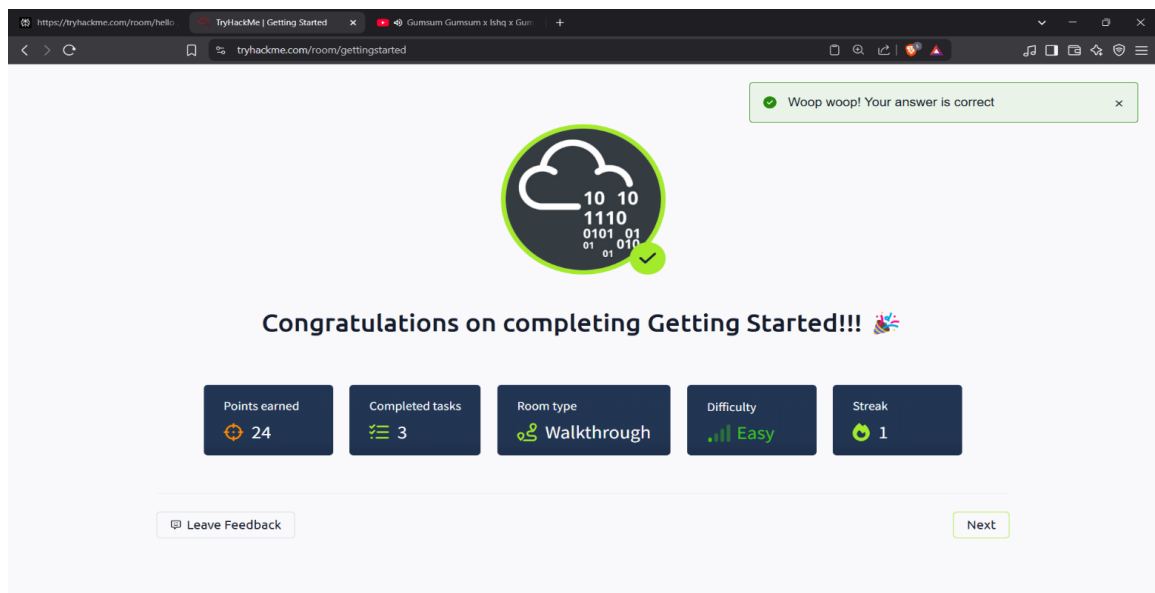 https://tryhackme.com/room/hello
TryHackMe | Getting Started
Gumsum Gumsum x Ishq x Gum
tryhackme.com/room/gettingstarted
Woop woop! Your answer is correct
10 10
1110
0101 01
01 010
01
Congratulations on completing Getting Started!!! 🎉
Points earned
24
Completed tasks
3
Room type
Walkthrough
Difficulty
Easy
Streak
1
Leave Feedback
Next